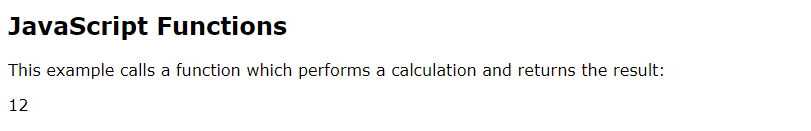 JavaScript Functions
This example calls a function which performs a calculation and returns the result:
12